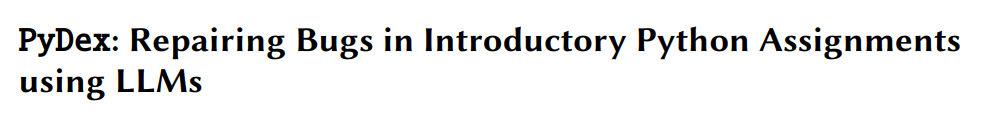 PyDex: Repairing Bugs in Introductory Python Assignments
using LLMs